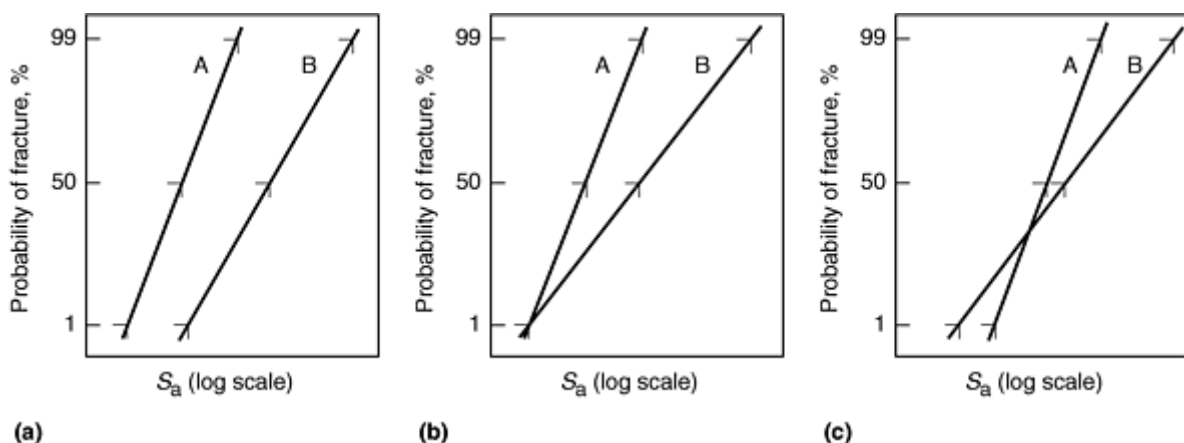 Probability of fracture, %
99
50
1
A
B
Sa (log scale)
(a)
Probability of fracture, %
99
50
1
A
B
Sa (log scale)
(b)
Probability of fracture, %
99
50
1
A
B
Sa (log scale)
(c)